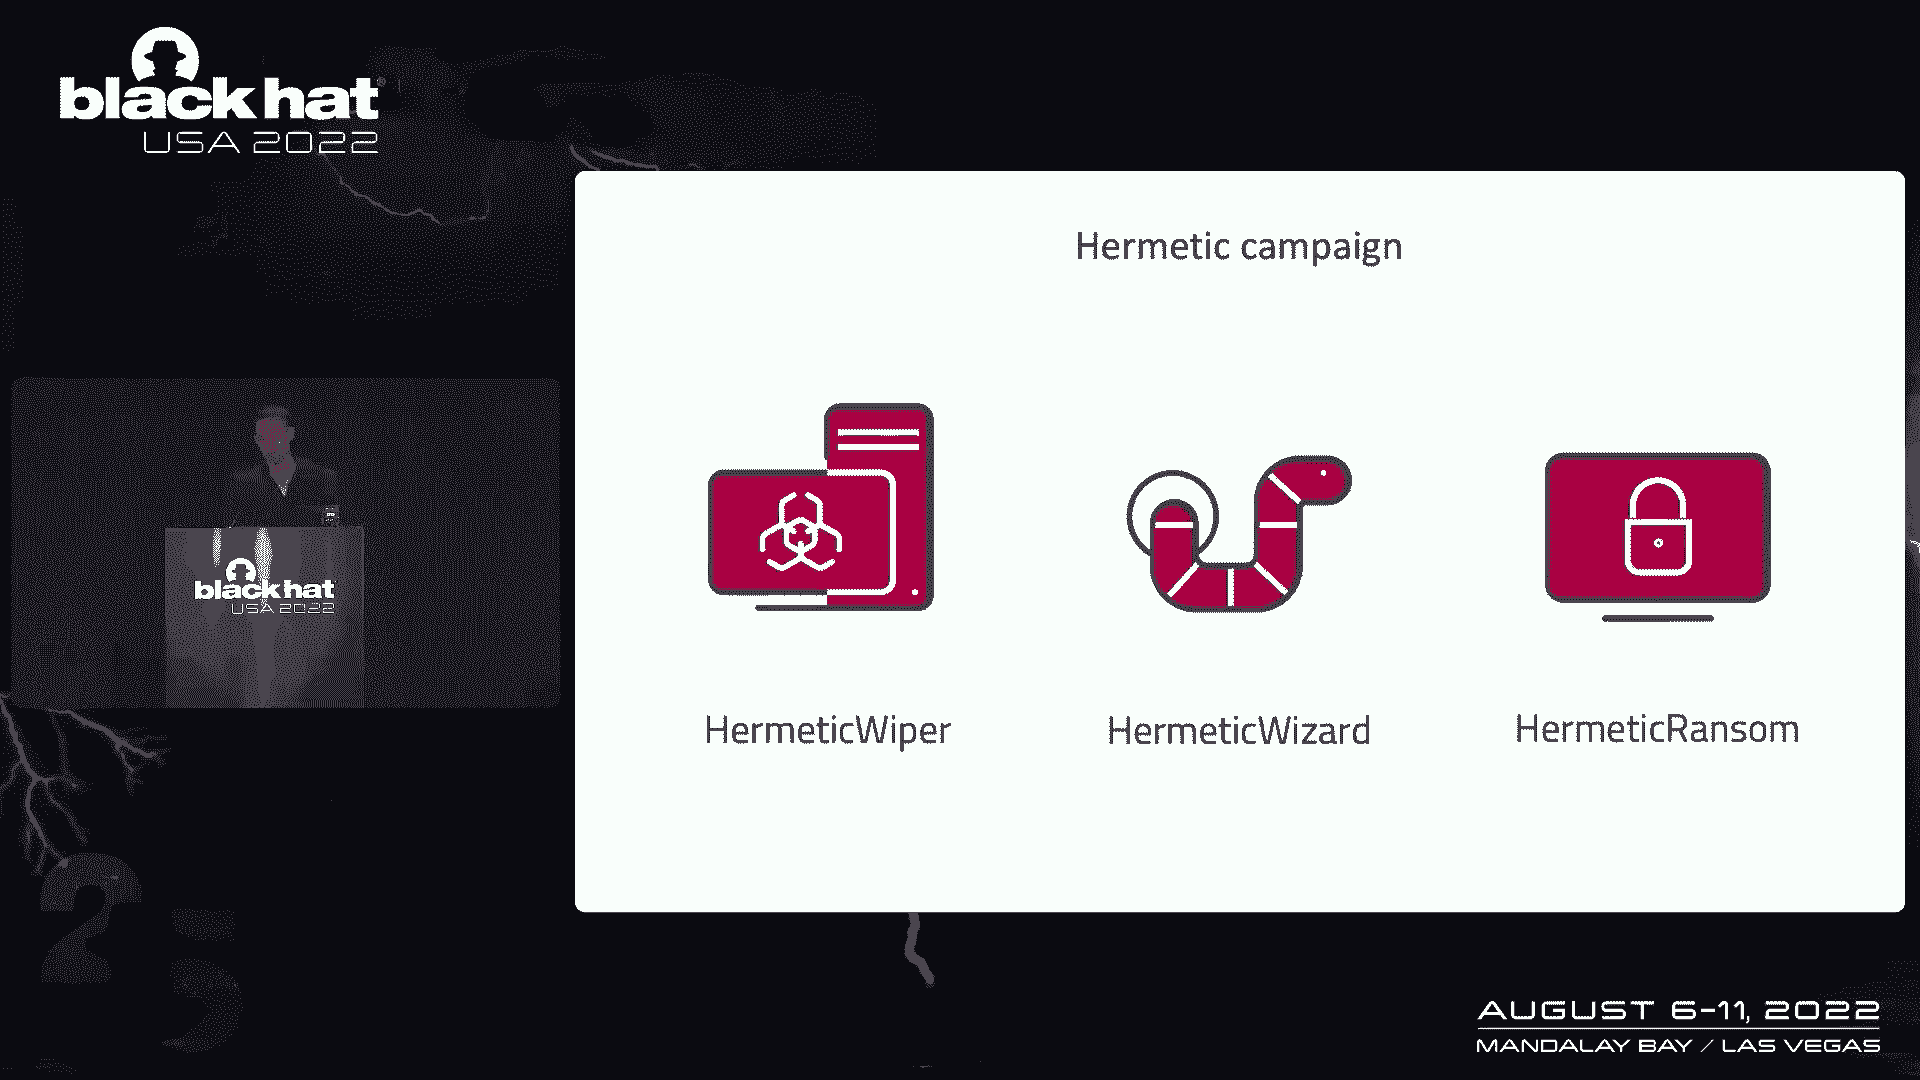 black hat
USA 2022
Hermetic campaign
HermeticWiper
HermeticWizard
HermeticRansom
black hat
USA 2022
25
AUGUST 6-11, 2022
MANDALAY BAY / LAS VEGAS